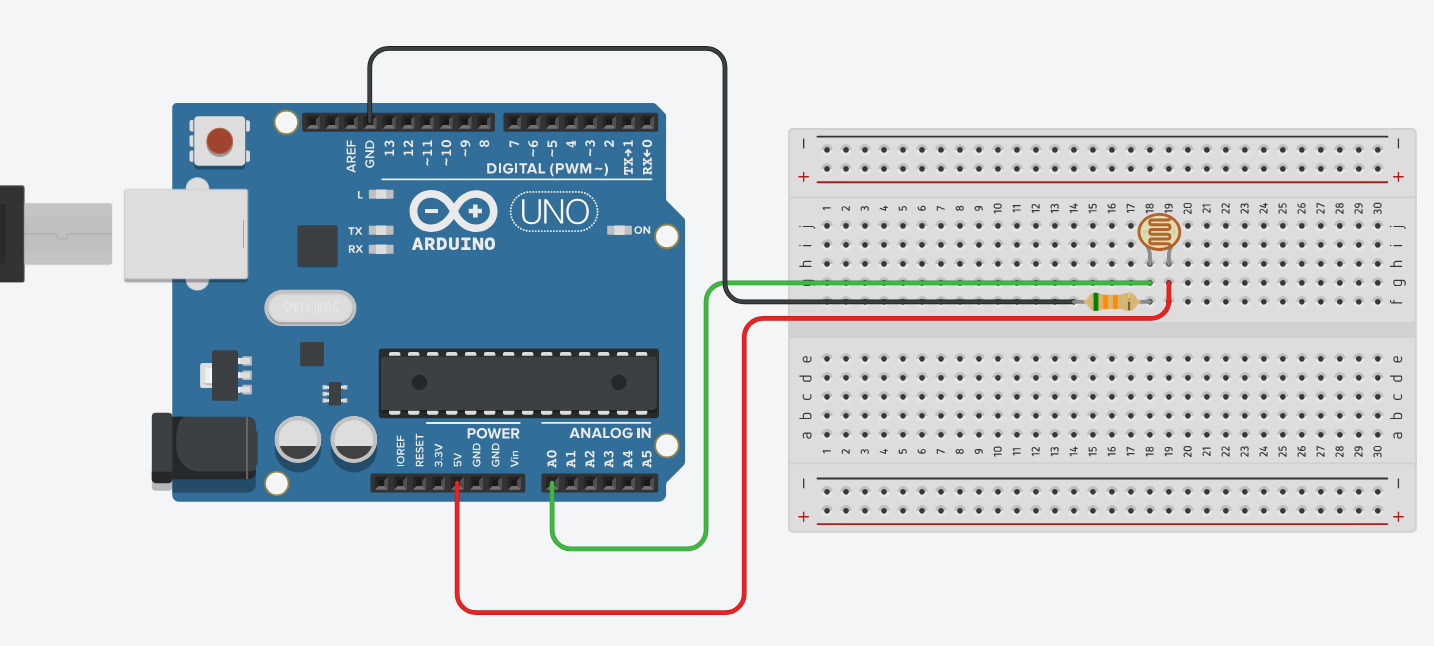 AREF
GND
13
12
~11
~10
~9
8
7
~6
~5
4
~3
2
TX→1
RX←0
DIGITAL (PWM~)
L
TX
RX
UNO
ON
ARDUINO
SPK16.000G
IOREF
RESET
3.3V
5V
GND
GND
Vin
POWER
ANALOG IN
A0
A1
A2
A3
A4
A5
− −
+ +
1 2 3 4 5 6 7 8 9 10 11 12 13 14 15 16 17 18 19 20 21 22 23 24 25 26 27 28 29 30
j j
i i
h h
g g
f f
e e
d d
c c
b b
a a
1 2 3 4 5 6 7 8 9 10 11 12 13 14 15 16 17 18 19 20 21 22 23 24 25 26 27 28 29 30
− −
+ +